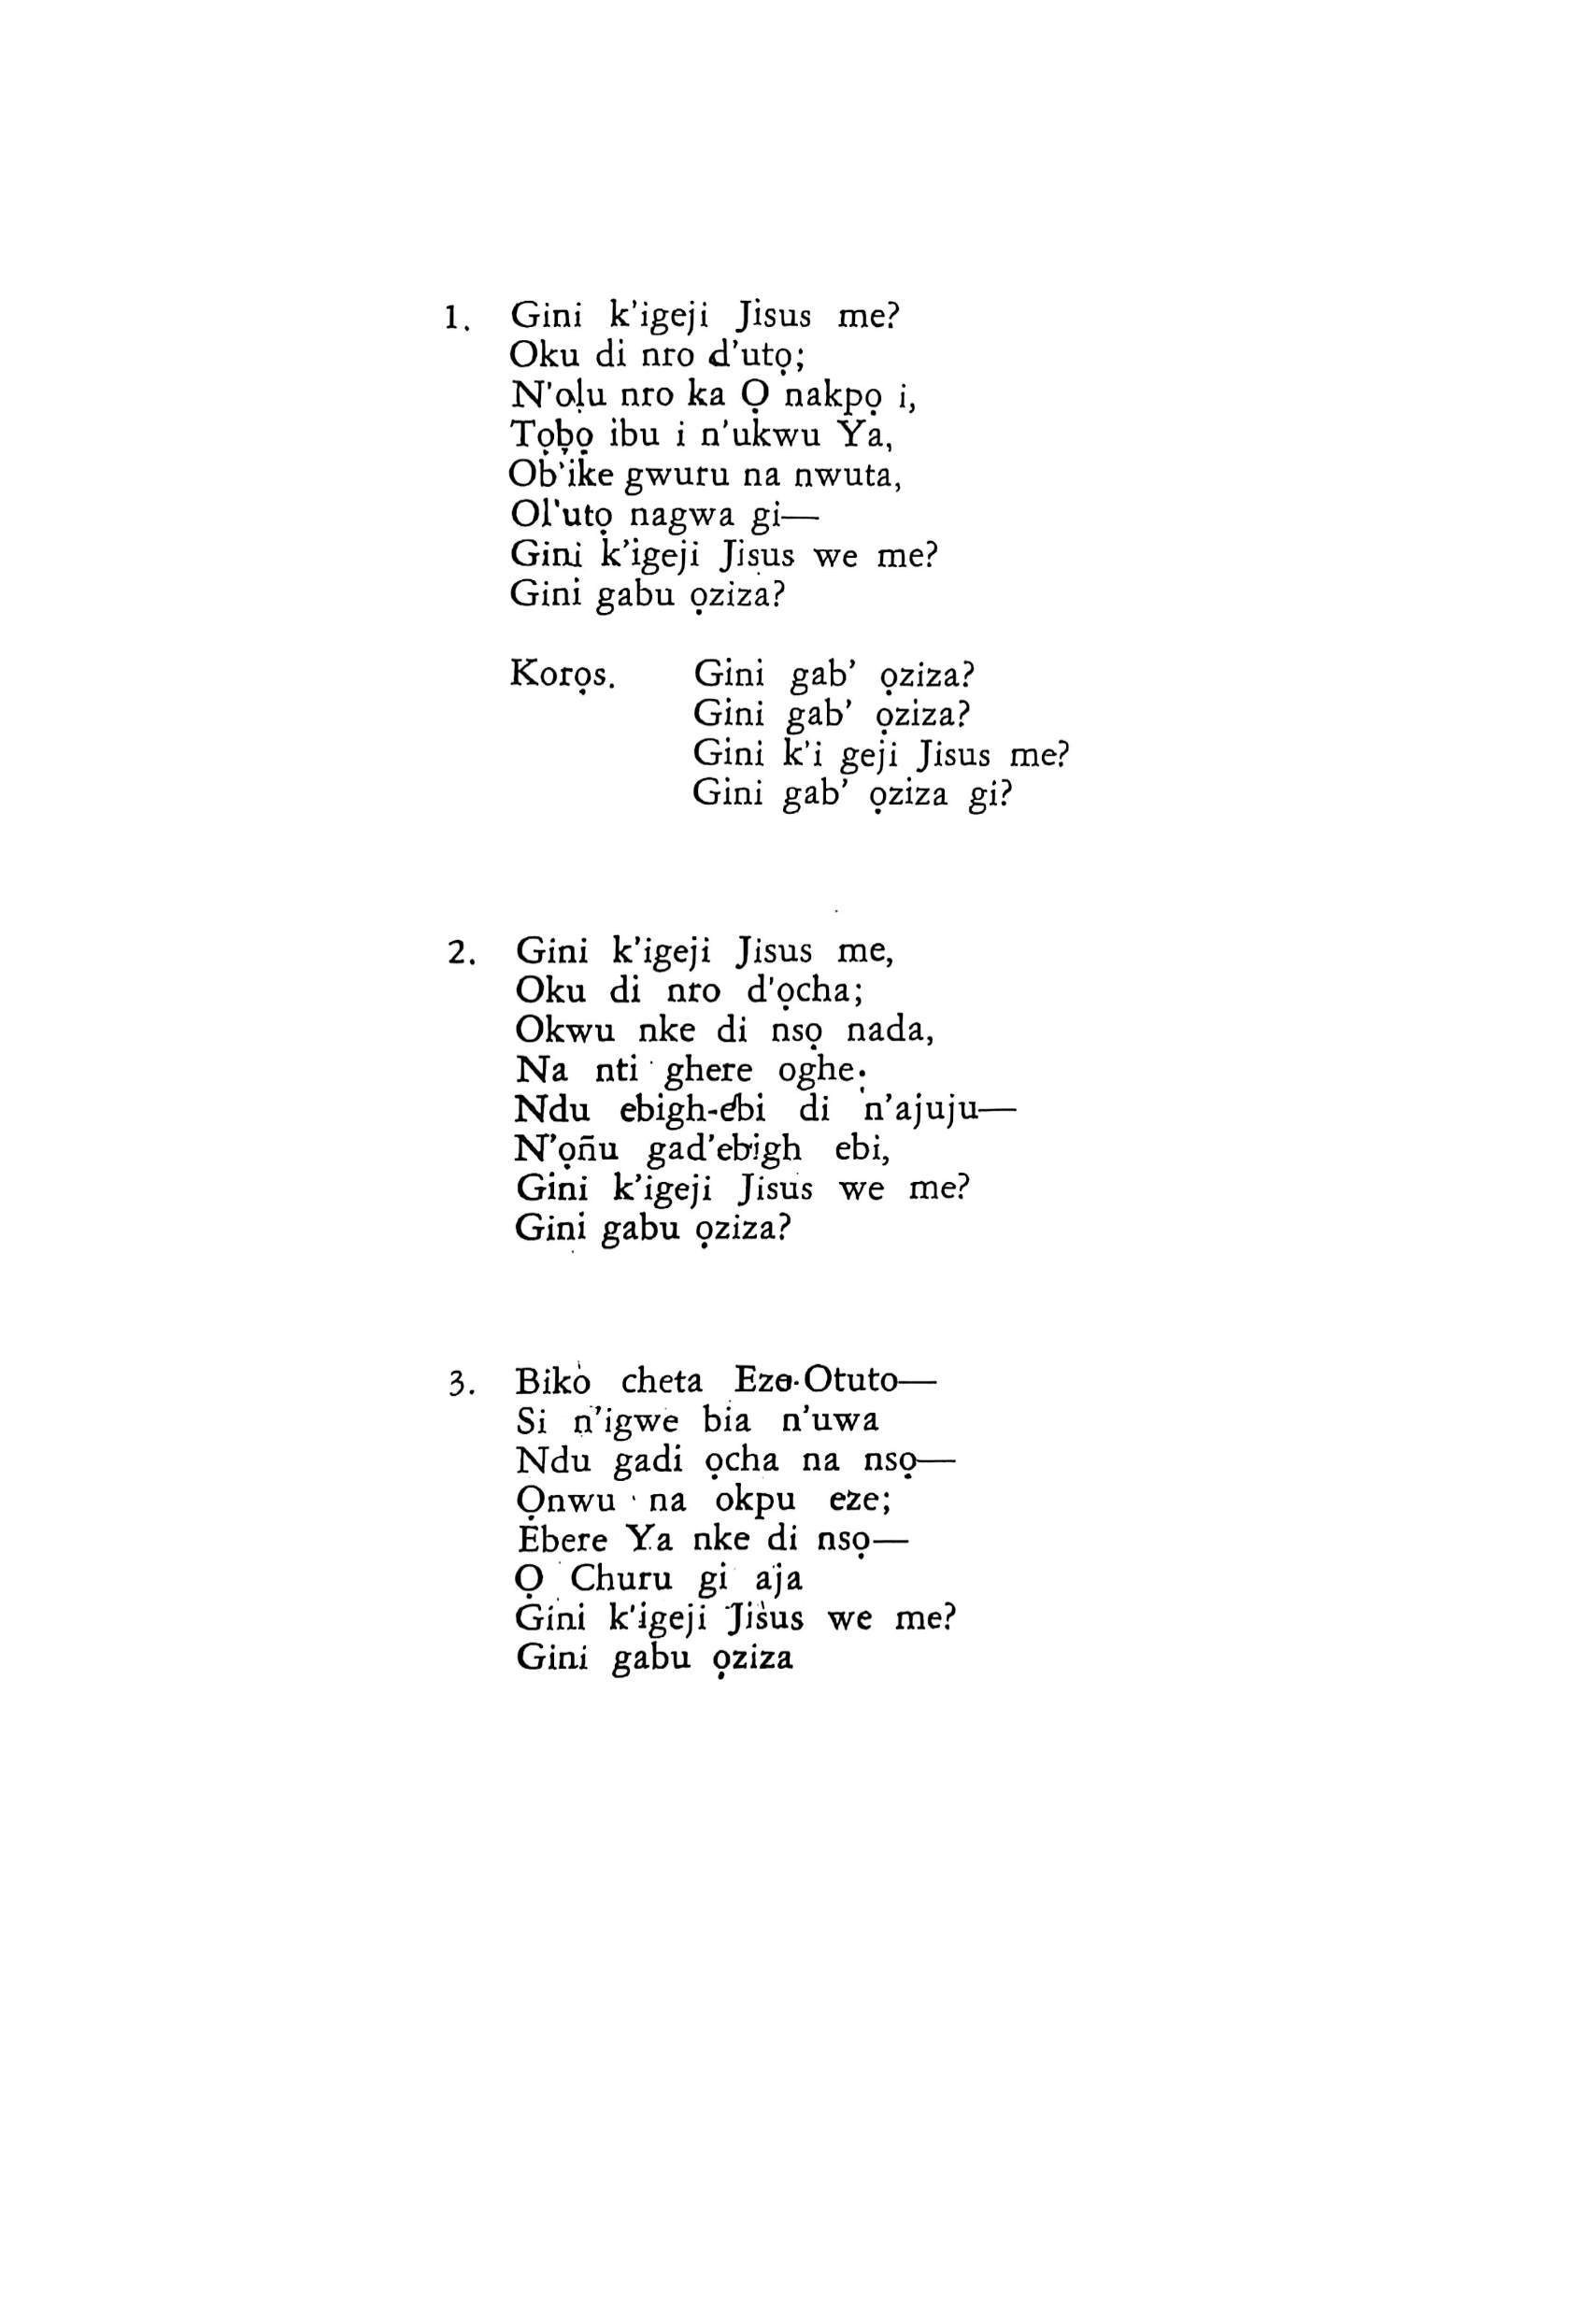 1. Gini k'igeji Jisus me?
Oku di nro d'utọ;
N'olu nro ka Ọ nakpọ i,
Tọbọ ibu i n'ukwu Ya,
Ob'ike gwuru na nwuta,
Ol'utọ nagwa gi—
Gini k'igeji Jisus we me?
Gini gabu ọziza?
Korọs. Gini gab' ọziza?
Gini gab' ọziza?
Gini k'i geji Jisus me?
Gini gab' ọziza gi?
2. Gini k'igeji Jisus me,
Oku di nro d'ọcha;
Okwu nke di nsọ nada,
Na nti ghere oghe.
Ndu ebigh-ebi di n'ajuju—
N'ọñu gad'ebigh ebi,
Gini k'igeji Jisus we me?
Gini gabu ọziza?
3. Biko cheta Eze-Otuto—
Si n'igwe bia n'uwa
Ndu gadi ọcha na nsọ—
Ọnwu na okpu eze;
Ebere Ya nke di nsọ—
Ọ Churu gi aja
Gini k'igeji Jisus we me?
Gini gabu ọziza